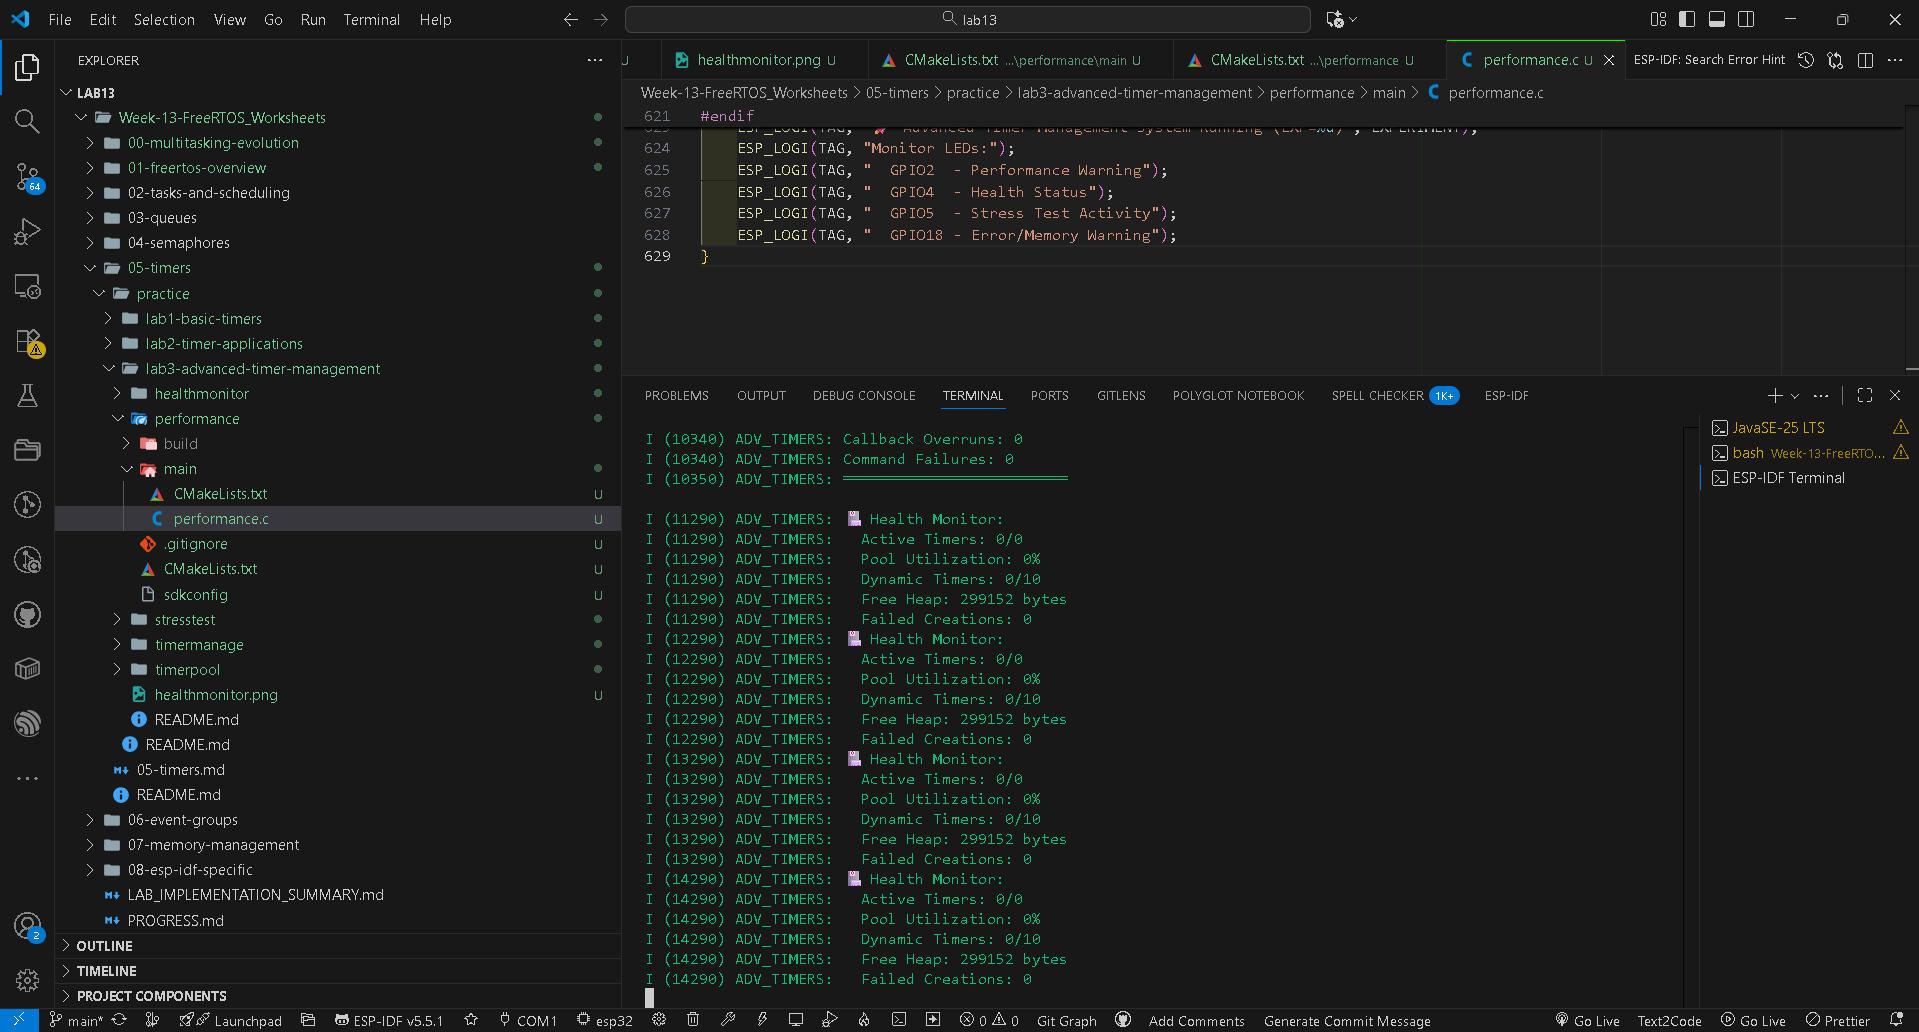 File Edit Selection View Go Run Terminal Help
lab13
EXPLORER
LAB13
Week-13-FreeRTOS_Worksheets
00-multitasking-evolution
01-freertos-overview
02-tasks-and-scheduling
03-queues
04-semaphores
05-timers
practice
lab1-basic-timers
lab2-timer-applications
lab3-advanced-timer-management
healthmonitor
performance
build
main
CMakeLists.txt U
performance.c U
.gitignore U
CMakeLists.txt U
sdkconfig U
stresstest
timermanage
timerpool
healthmonitor.png U
README.md
README.md
05-timers.md
README.md
06-event-groups
07-memory-management
08-esp-idf-specific
LAB_IMPLEMENTATION_SUMMARY.md
PROGRESS.md
OUTLINE
TIMELINE
PROJECT COMPONENTS
64
2
U healthmonitor.png U CMakeLists.txt ...\performance\main U CMakeLists.txt ...\performance U performance.c U ESP-IDF: Search Error Hint
Week-13-FreeRTOS_Worksheets > 05-timers > practice > lab3-advanced-timer-management > performance > main > performance.c
621 #endif
623 ESP_LOGI(TAG, "🚀 Advanced Timer Management System Running (EXP=%d)", EXPERIMENT);
624 ESP_LOGI(TAG, "Monitor LEDs:");
625 ESP_LOGI(TAG, "  GPIO2  - Performance Warning");
626 ESP_LOGI(TAG, "  GPIO4  - Health Status");
627 ESP_LOGI(TAG, "  GPIO5  - Stress Test Activity");
628 ESP_LOGI(TAG, "  GPIO18 - Error/Memory Warning");
629 }
PROBLEMS OUTPUT DEBUG CONSOLE TERMINAL PORTS GITLENS POLYGLOT NOTEBOOK SPELL CHECKER 1K+ ESP-IDF
I (10340) ADV_TIMERS: Callback Overruns: 0
I (10340) ADV_TIMERS: Command Failures: 0
I (10350) ADV_TIMERS: ═════════════════════════
I (11290) ADV_TIMERS: Health Monitor:
I (11290) ADV_TIMERS:   Active Timers: 0/0
I (11290) ADV_TIMERS:   Pool Utilization: 0%
I (11290) ADV_TIMERS:   Dynamic Timers: 0/10
I (11290) ADV_TIMERS:   Free Heap: 299152 bytes
I (11290) ADV_TIMERS:   Failed Creations: 0
I (12290) ADV_TIMERS: Health Monitor:
I (12290) ADV_TIMERS:   Active Timers: 0/0
I (12290) ADV_TIMERS:   Pool Utilization: 0%
I (12290) ADV_TIMERS:   Dynamic Timers: 0/10
I (12290) ADV_TIMERS:   Free Heap: 299152 bytes
I (12290) ADV_TIMERS:   Failed Creations: 0
I (13290) ADV_TIMERS: Health Monitor:
I (13290) ADV_TIMERS:   Active Timers: 0/0
I (13290) ADV_TIMERS:   Pool Utilization: 0%
I (13290) ADV_TIMERS:   Dynamic Timers: 0/10
I (13290) ADV_TIMERS:   Free Heap: 299152 bytes
I (13290) ADV_TIMERS:   Failed Creations: 0
I (14290) ADV_TIMERS: Health Monitor:
I (14290) ADV_TIMERS:   Active Timers: 0/0
I (14290) ADV_TIMERS:   Pool Utilization: 0%
I (14290) ADV_TIMERS:   Dynamic Timers: 0/10
I (14290) ADV_TIMERS:   Free Heap: 299152 bytes
I (14290) ADV_TIMERS:   Failed Creations: 0
JavaSE-25 LTS
bash Week-13-FreeRTO...
ESP-IDF Terminal
main* Launchpad ESP-IDF v5.5.1 COM1 esp32 0 0 Git Graph Add Comments Generate Commit Message Go Live Text2Code Go Live Prettier